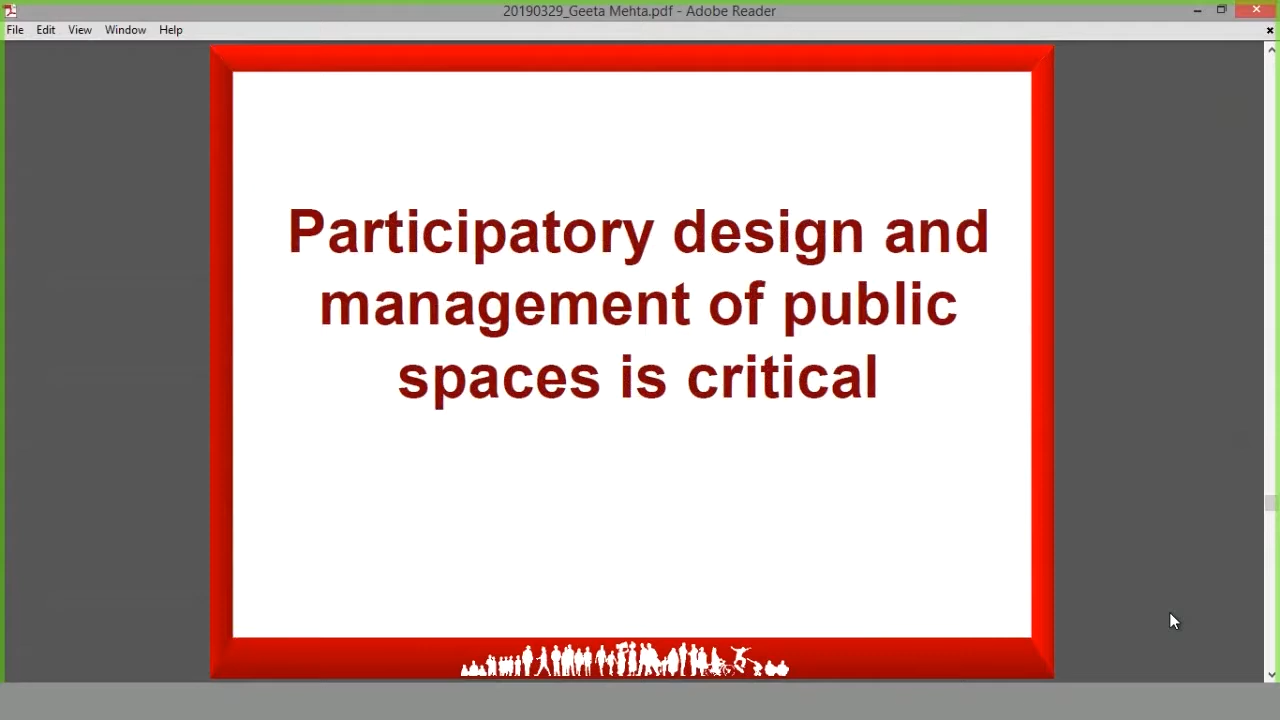 20190329_Geeta Mehta.pdf - Adobe Reader
File Edit View Window Help
Participatory design and
management of public
spaces is critical